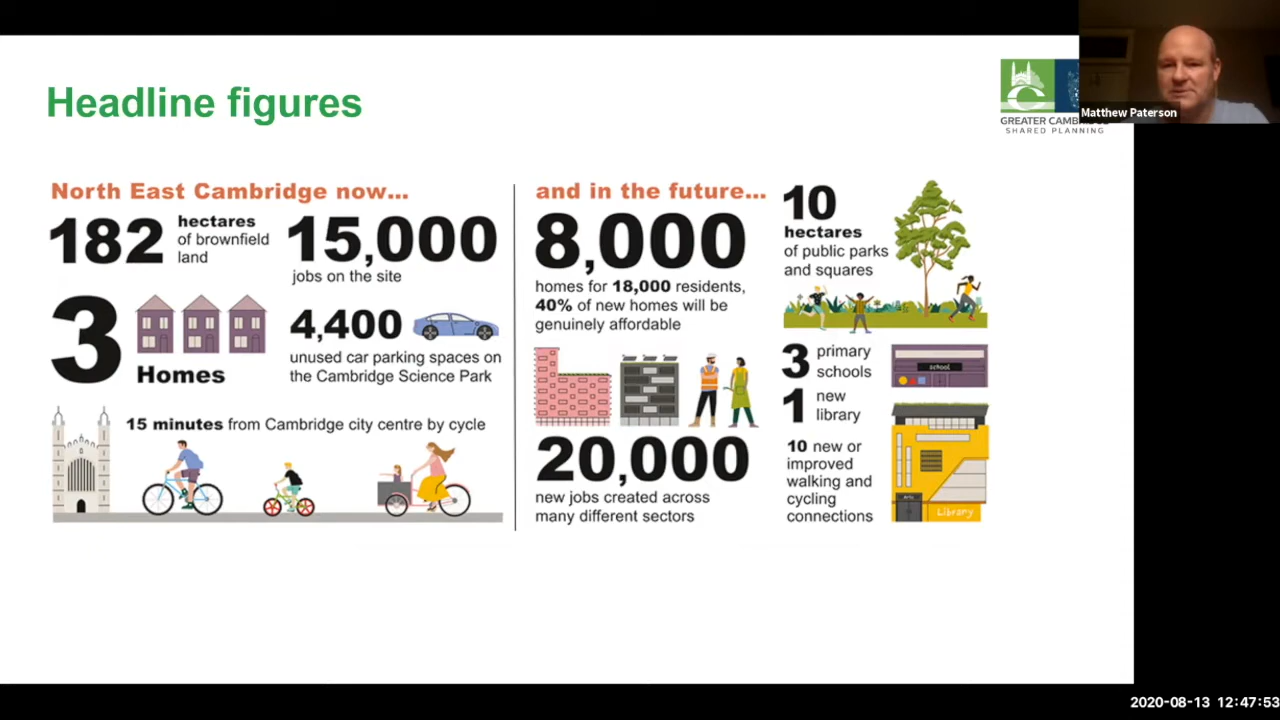 Headline figures
GREATER CAMB
SHARED PLANNING
Matthew Paterson
North East Cambridge now...
182
hectares
of brownfield
land
15,000
jobs on the site
3
Homes
4,400
unused car parking spaces on
the Cambridge Science Park
15 minutes from Cambridge city centre by cycle
and in the future...
8,000
homes for 18,000 residents,
40% of new homes will be
genuinely affordable
20,000
new jobs created across
many different sectors
10
hectares
of public parks
and squares
3 primary
schools
school
1 new
library
10 new or
improved
walking and
cycling
connections
Arts
Library
2020-08-13 12:47:53